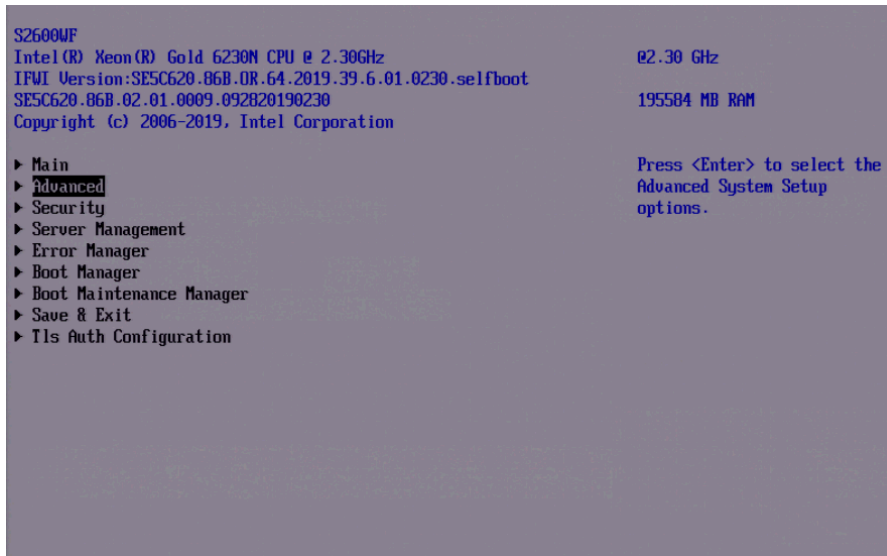 S2600WF
Intel(R) Xeon(R) Gold 6230N CPU @ 2.30GHz @2.30 GHz
IFWI Version:SE5C620.86B.OR.64.2019.39.6.01.0230.selfboot
SE5C620.86B.02.01.0009.092820190230 195584 MB RAM
Copyright (c) 2006-2019, Intel Corporation
▶ Main
▶ Advanced
▶ Security
▶ Server Management
▶ Error Manager
▶ Boot Manager
▶ Boot Maintenance Manager
▶ Save & Exit
▶ Tls Auth Configuration
Press <Enter> to select the
Advanced System Setup
options.